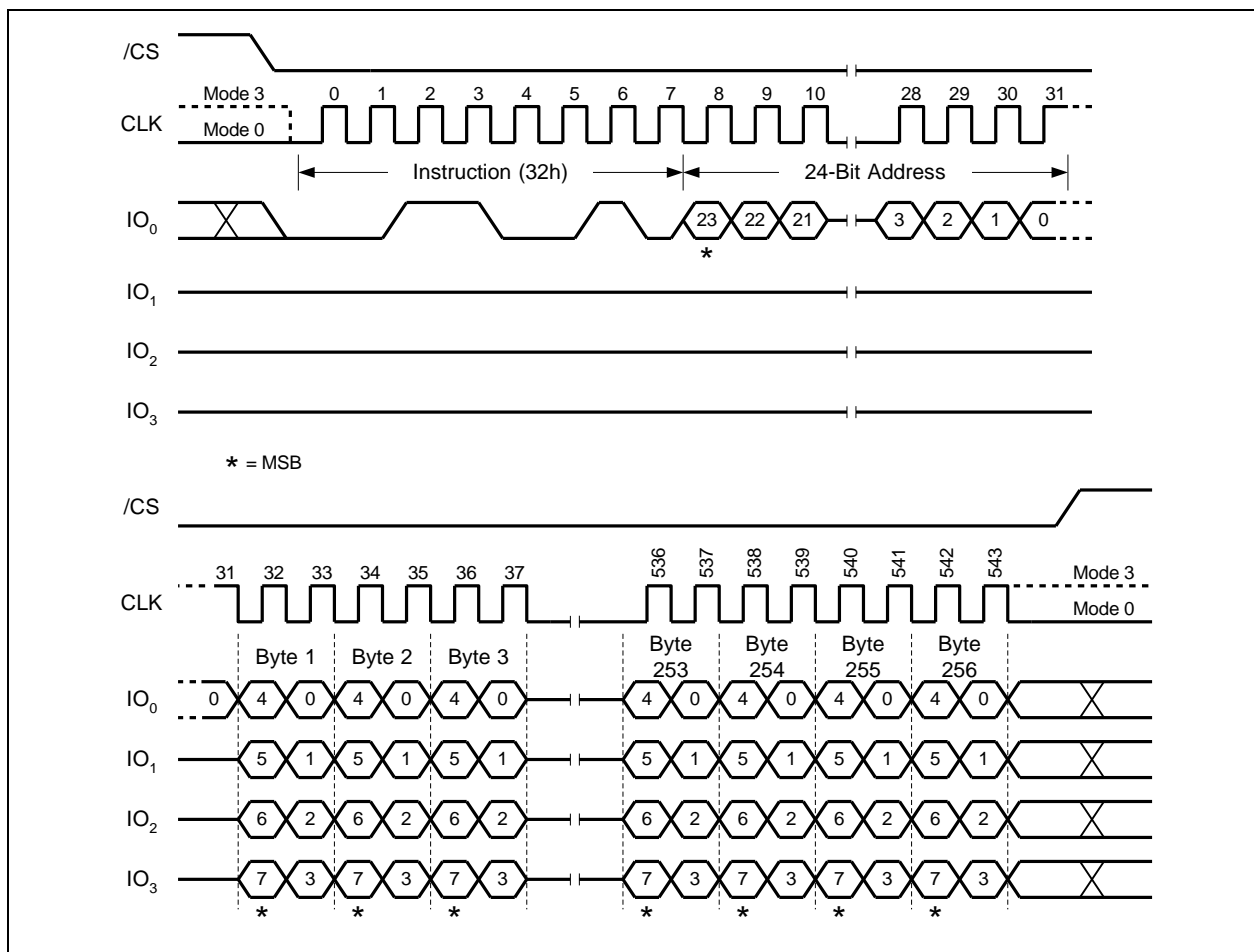 /CS
Mode 3 0 1 2 3 4 5 6 7 8 9 10 28 29 30 31
CLK
Mode 0
Instruction (32h) 24-Bit Address
IO0 23 22 21 3 2 1 0
*
IO1
IO2
IO3
* = MSB
/CS
31 32 33 34 35 36 37 536 537 538 539 540 541 542 543 Mode 3
CLK
Mode 0
Byte 1 Byte 2 Byte 3 Byte 253 Byte 254 Byte 255 Byte 256
IO0 0 4 0 4 0 4 0 4 0 4 0 4 0 4 0
IO1 5 1 5 1 5 1 5 1 5 1 5 1 5 1
IO2 6 2 6 2 6 2 6 2 6 2 6 2 6 2
IO3 7 3 7 3 7 3 7 3 7 3 7 3 7 3
* * * * * * *